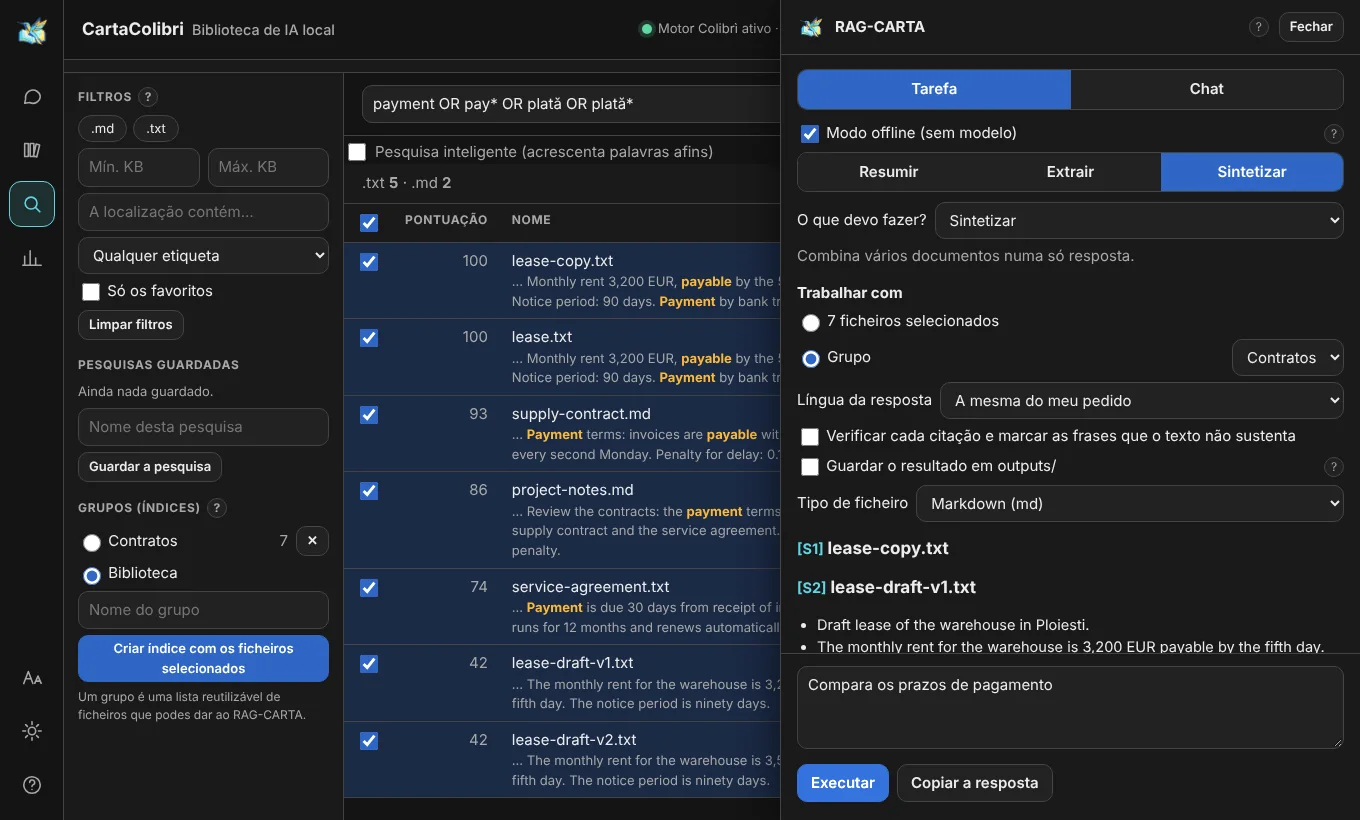 CartaColibri Biblioteca de IA local
Motor Colibrì ativo ·
FILTROS ?
.md .txt
Mín. KB Máx. KB
A localização contém…
Qualquer etiqueta
Só os favoritos
Limpar filtros
PESQUISAS GUARDADAS
Ainda nada guardado.
Nome desta pesquisa
Guardar a pesquisa
GRUPOS (ÍNDICES) ?
Contratos 7 ✕
Biblioteca
Nome do grupo
Criar índice com os ficheiros
selecionados
Um grupo é uma lista reutilizável de
ficheiros que podes dar ao RAG-CARTA.
AA
payment OR pay* OR plată OR plată*
Pesquisa inteligente (acrescenta palavras afins)
.txt 5 · .md 2
PONTUAÇÃO NOME
100 lease-copy.txt
... Monthly rent 3,200 EUR, payable by the
Notice period: 90 days. Payment by bank
100 lease.txt
... Monthly rent 3,200 EUR, payable by the
Notice period: 90 days. Payment by bank
93 supply-contract.md
... Payment terms: invoices are payable
every second Monday. Penalty for delay:
86 project-notes.md
... Review the contracts: the payment terms
supply contract and the service agreement.
penalty.
74 service-agreement.txt
... Payment is due 30 days from receipt of
runs for 12 months and renews automatically
42 lease-draft-v1.txt
... The monthly rent for the warehouse is
fifth day. The notice period is ninety days.
42 lease-draft-v2.txt
... The monthly rent for the warehouse is
fifth day. The notice period is ninety days.
RAG-CARTA ? Fechar
Tarefa Chat
Modo offline (sem modelo) ?
Resumir Extrair Sintetizar
O que devo fazer? Sintetizar
Combina vários documentos numa só resposta.
Trabalhar com
7 ficheiros selecionados
Grupo Contratos
Língua da resposta A mesma do meu pedido
Verificar cada citação e marcar as frases que o texto não sustenta
Guardar o resultado em outputs/ ?
Tipo de ficheiro Markdown (md)
[S1] lease-copy.txt
[S2] lease-draft-v1.txt
• Draft lease of the warehouse in Ploiesti.
• The monthly rent for the warehouse is 3,200 EUR payable by the fifth day.
Compara os prazos de pagamento
Executar Copiar a resposta